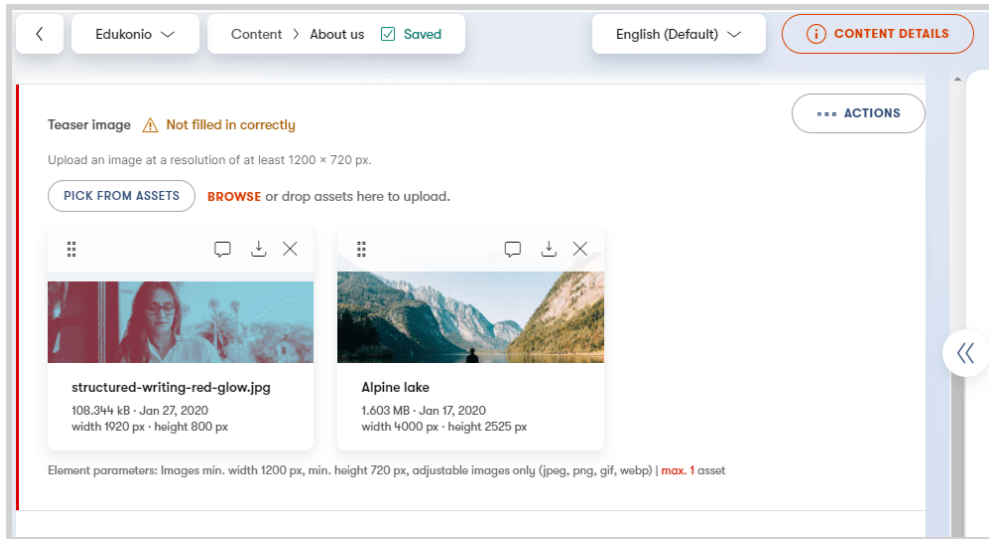 Edukonio
Content > About us Saved
English (Default)
CONTENT DETAILS
ACTIONS
Teaser image Not filled in correctly
Upload an image at a resolution of at least 1200 × 720 px.
PICK FROM ASSETS BROWSE or drop assets here to upload.
structured-writing-red-glow.jpg
108.344 kB · Jan 27, 2020
width 1920 px · height 800 px
Alpine lake
1.603 MB · Jan 17, 2020
width 4000 px · height 2525 px
Element parameters: Images min. width 1200 px, min. height 720 px, adjustable images only (jpeg, png, gif, webp) | max. 1 asset